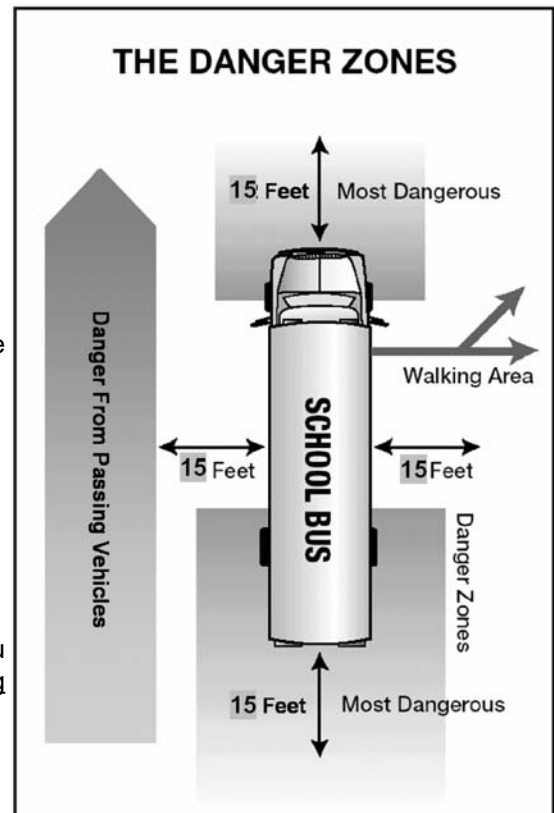 THE DANGER ZONES
15 Feet
Most Dangerous
Danger From Passing Vehicles
e
Walking Area
SCHOOL BUS
15 Feet
15 Feet
Danger Zones
u
g
15 Feet
Most Dangerous